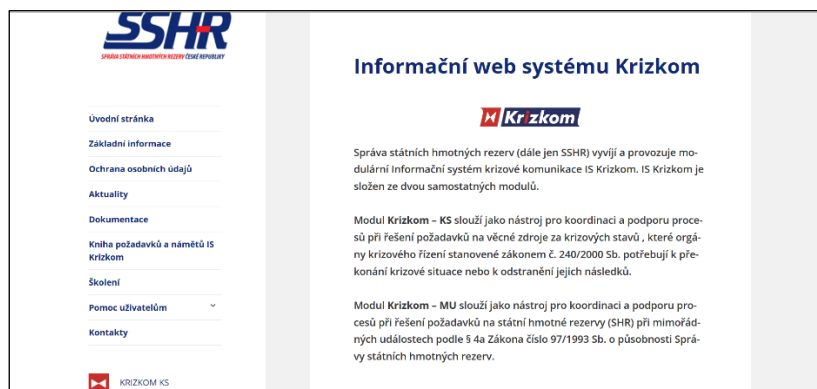 SSHR
SPRÁVA STÁTNÍCH HMOTNÝCH REZERV ČESKÉ REPUBLIKY
Úvodní stránka
Základní informace
Ochrana osobních údajů
Aktuality
Dokumentace
Kniha požadavků a námětů IS
Krizkom
Školení
Pomoc uživatelům
Kontakty
KRIZKOM KS
Informační web systému Krizkom
Krizkom
Správa státních hmotných rezerv (dále jen SSHR) vyvíjí a provozuje mo-
dulární Informační systém krizové komunikace IS Krizkom. IS Krizkom je
složen ze dvou samostatných modulů.
Modul Krizkom – KS slouží jako nástroj pro koordinaci a podporu proce-
sů při řešení požadavků na věcné zdroje za krizových stavů , které orgá-
ny krizového řízení stanovené zákonem č. 240/2000 Sb. potřebují k pře-
konání krizové situace nebo k odstranění jejich následků.
Modul Krizkom – MU slouží jako nástroj pro koordinaci a podporu pro-
cesů při řešení požadavků na státní hmotné rezervy (SHR) při mimořád-
ných událostech podle § 4a Zákona číslo 97/1993 Sb. o působnosti Sprá-
vy státních hmotných rezerv.